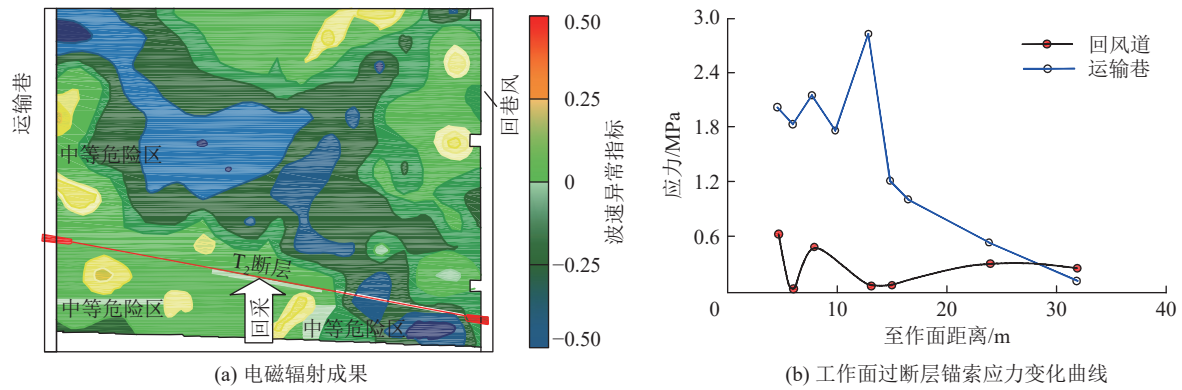 运输巷
回巷风
中等危险区
T₂断层
中等危险区
回采
中等危险区
0.50
0.25
0
−0.25
−0.50
波速异常指标
(a) 电磁辐射成果
3.0
2.4
1.8
1.2
0.6
应力/MPa
回风道
运输巷
0 10 20 30 40
至作面距离/m
(b) 工作面过断层锚索应力变化曲线